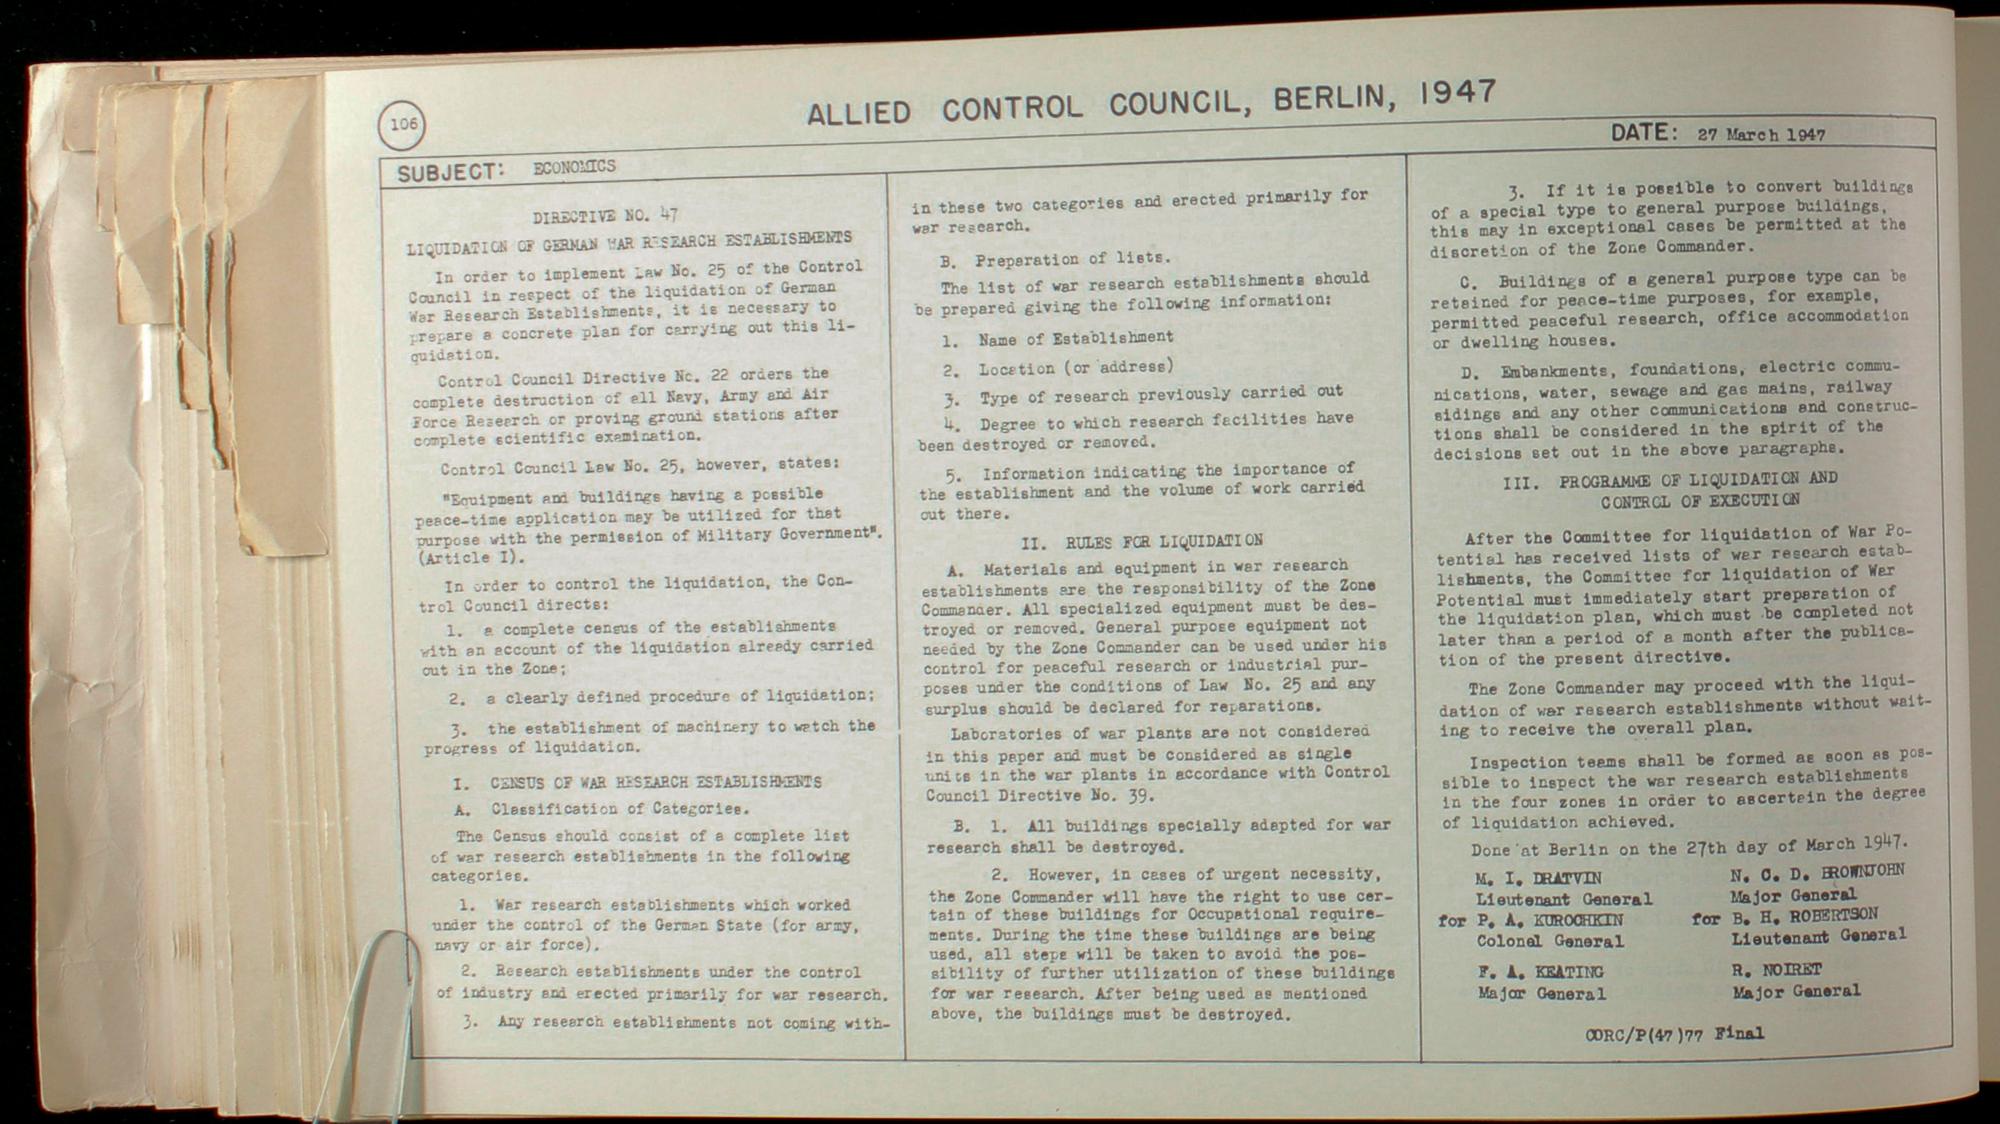 106
ALLIED CONTROL COUNCIL, BERLIN, 1947
SUBJECT: ECONOMICS
DATE: 27 March 1947
DIRECTIVE NO. 47
LIQUIDATION OF GERMAN WAR RESEARCH ESTABLISHMENTS
In order to implement Law No. 25 of the Control
Council in respect of the liquidation of German
War Research Establishments, it is necessary to
prepare a concrete plan for carrying out this li-
quidation.
Control Council Directive No. 22 orders the
complete destruction of all Navy, Army and Air
Force Research or proving ground stations after
complete scientific examination.
Control Council Law No. 25, however, states:
"Equipment and buildings having a possible
peace-time application may be utilized for that
purpose with the permission of Military Government".
(Article I).
In order to control the liquidation, the Con-
trol Council directs:
1. a complete census of the establishments
with an account of the liquidation already carried
out in the Zone;
2. a clearly defined procedure of liquidation;
3. the establishment of machinery to watch the
progress of liquidation.
I. CENSUS OF WAR RESEARCH ESTABLISHMENTS
A. Classification of Categories.
The Census should consist of a complete list
of war research establishments in the following
categories.
1. War research establishments which worked
under the control of the German State (for army,
navy or air force).
2. Research establishments under the control
of industry and erected primarily for war research.
3. Any research establishments not coming with-
in these two categories and erected primarily for
war research.
B. Preparation of lists.
The list of war research establishments should
be prepared giving the following information:
1. Name of Establishment
2. Location (or address)
3. Type of research previously carried out
4. Degree to which research facilities have
been destroyed or removed.
5. Information indicating the importance of
the establishment and the volume of work carried
out there.
II. RULES FOR LIQUIDATION
A. Materials and equipment in war research
establishments are the responsibility of the Zone
Commander. All specialized equipment must be des-
troyed or removed. General purpose equipment not
needed by the Zone Commander can be used under his
control for peaceful research or industrial pur-
poses under the conditions of Law No. 25 and any
surplus should be declared for reparations.
Laboratories of war plants are not considered
in this paper and must be considered as single
units in the war plants in accordance with Control
Council Directive No. 39.
B. 1. All buildings specially adapted for war
research shall be destroyed.
2. However, in cases of urgent necessity,
the Zone Commander will have the right to use cer-
tain of these buildings for Occupational require-
ments. During the time these buildings are being
used, all steps will be taken to avoid the pos-
sibility of further utilization of these buildings
for war research. After being used as mentioned
above, the buildings must be destroyed.
3. If it is possible to convert buildings
of a special type to general purpose buildings,
this may in exceptional cases be permitted at the
discretion of the Zone Commander.
C. Buildings of a general purpose type can be
retained for peace-time purposes, for example,
permitted peaceful research, office accommodation
or dwelling houses.
D. Embankments, foundations, electric commu-
nications, water, sewage and gas mains, railway
sidings and any other communications and construc-
tions shall be considered in the spirit of the
decisions set out in the above paragraphs.
III. PROGRAMME OF LIQUIDATION AND
CONTROL OF EXECUTION
After the Committee for liquidation of War Po-
tential has received lists of war research estab-
lishments, the Committee for liquidation of War
Potential must immediately start preparation of
the liquidation plan, which must be completed not
later than a period of a month after the publica-
tion of the present directive.
The Zone Commander may proceed with the liqui-
dation of war research establishments without wait-
ing to receive the overall plan.
Inspection teams shall be formed as soon as pos-
sible to inspect the war research establishments
in the four zones in order to ascertain the degree
of liquidation achieved.
Done at Berlin on the 27th day of March 1947.
M. I. DRATVIN
Lieutenant General
for P. A. KUROCHKIN
Colonel General
N. C. D. BROWNJOHN
Major General
for B. H. ROBERTSON
Lieutenant General
F. A. KEATING
Major General
R. NOIRET
Major General
CORC/P(47)77 Final